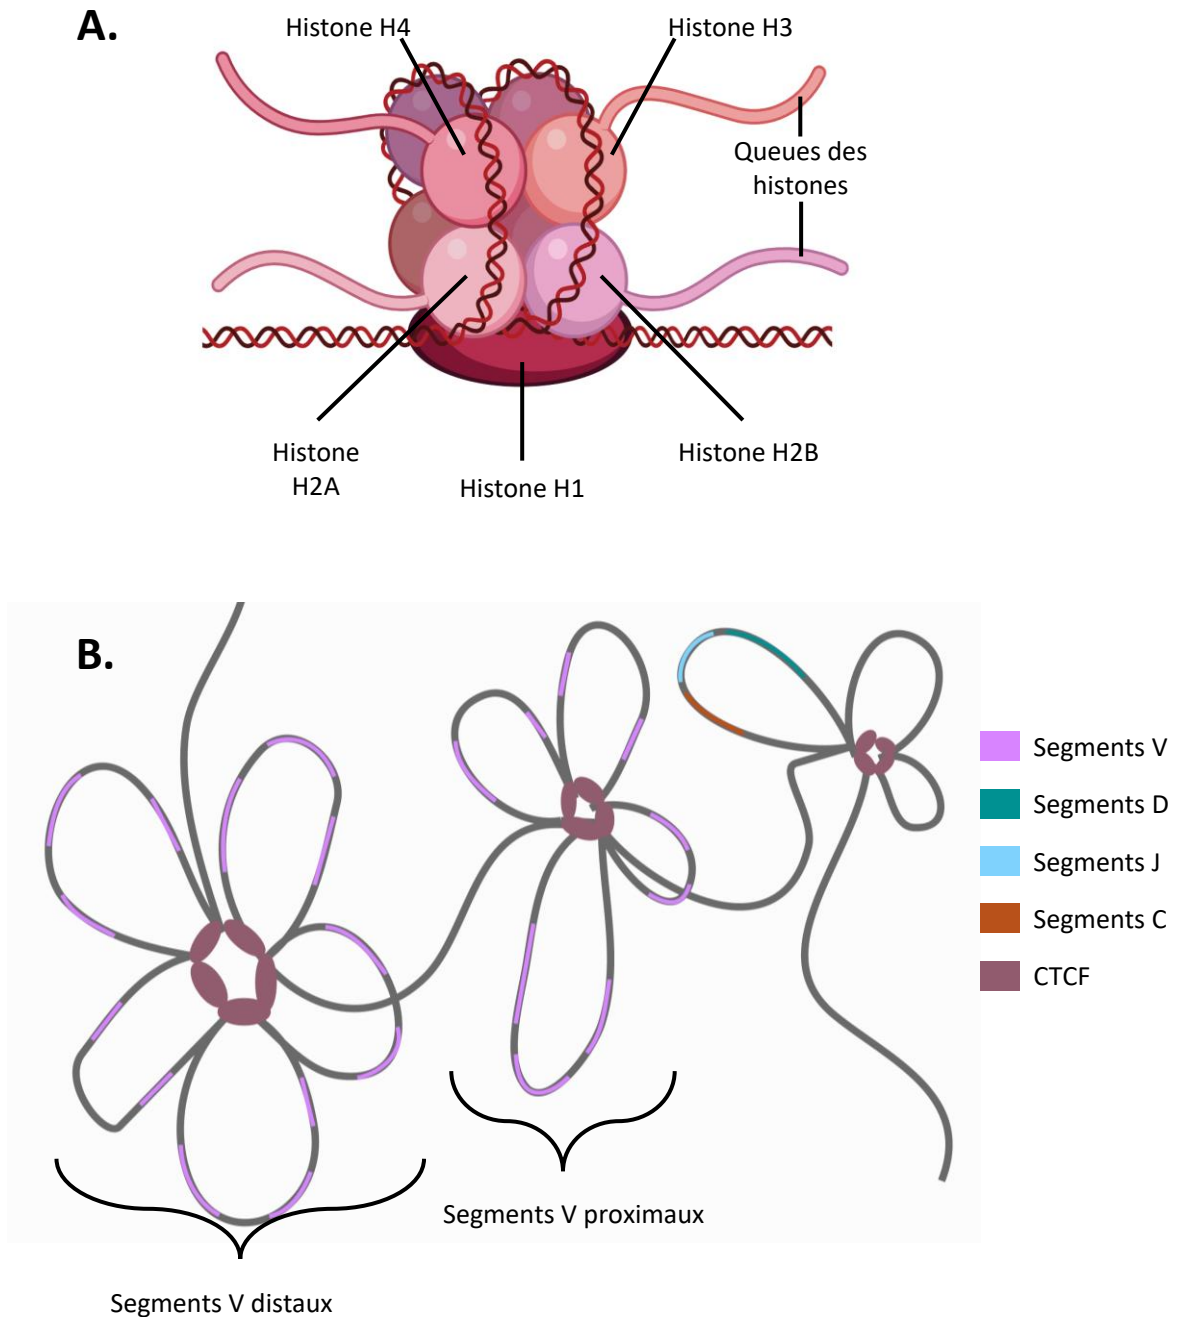 A.
Histone H4
Histone H3
Queues des
histones
Histone
H2A
Histone H1
Histone H2B
B.
Segments V
Segments D
Segments J
Segments C
CTCF
Segments V proximaux
Segments V distaux